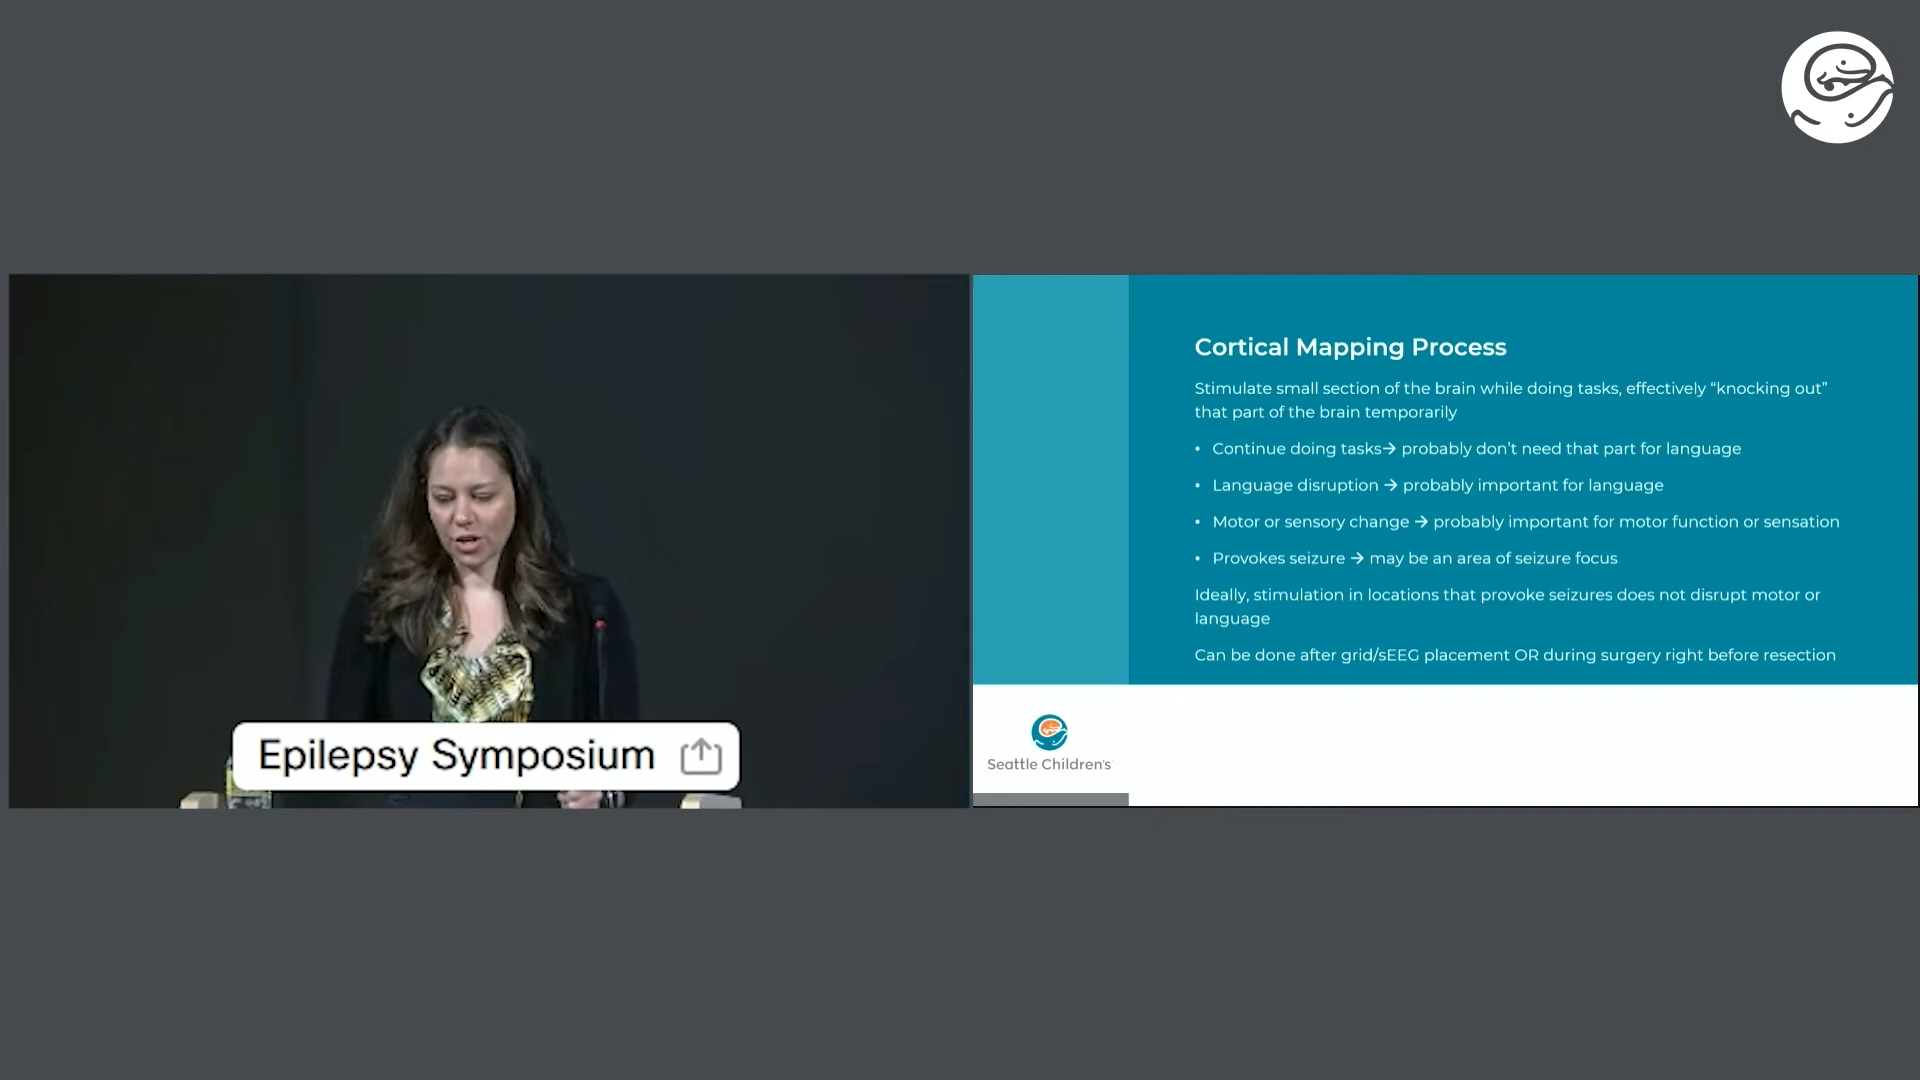 Epilepsy Symposium
Cortical Mapping Process
Stimulate small section of the brain while doing tasks, effectively “knocking out”
that part of the brain temporarily
• Continue doing tasks→ probably don’t need that part for language
• Language disruption → probably important for language
• Motor or sensory change → probably important for motor function or sensation
• Provokes seizure → may be an area of seizure focus
Ideally, stimulation in locations that provoke seizures does not disrupt motor or
language
Can be done after grid/sEEG placement OR during surgery right before resection
Seattle Children's